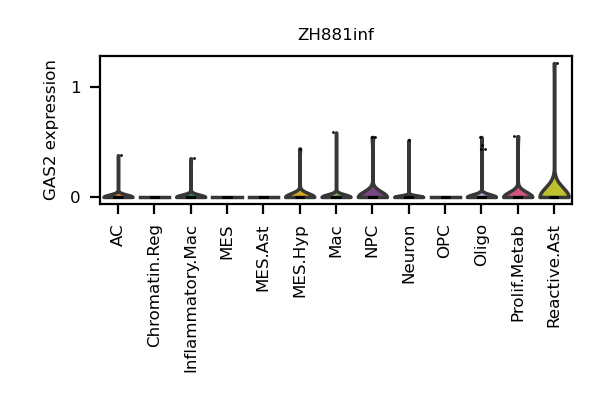 ZH881inf
GAS2 expression
1
0
AC
Chromatin.Reg
Inflammatory.Mac
MES
MES.Ast
MES.Hyp
Mac
NPC
Neuron
OPC
Oligo
Prolif.Metab
Reactive.Ast